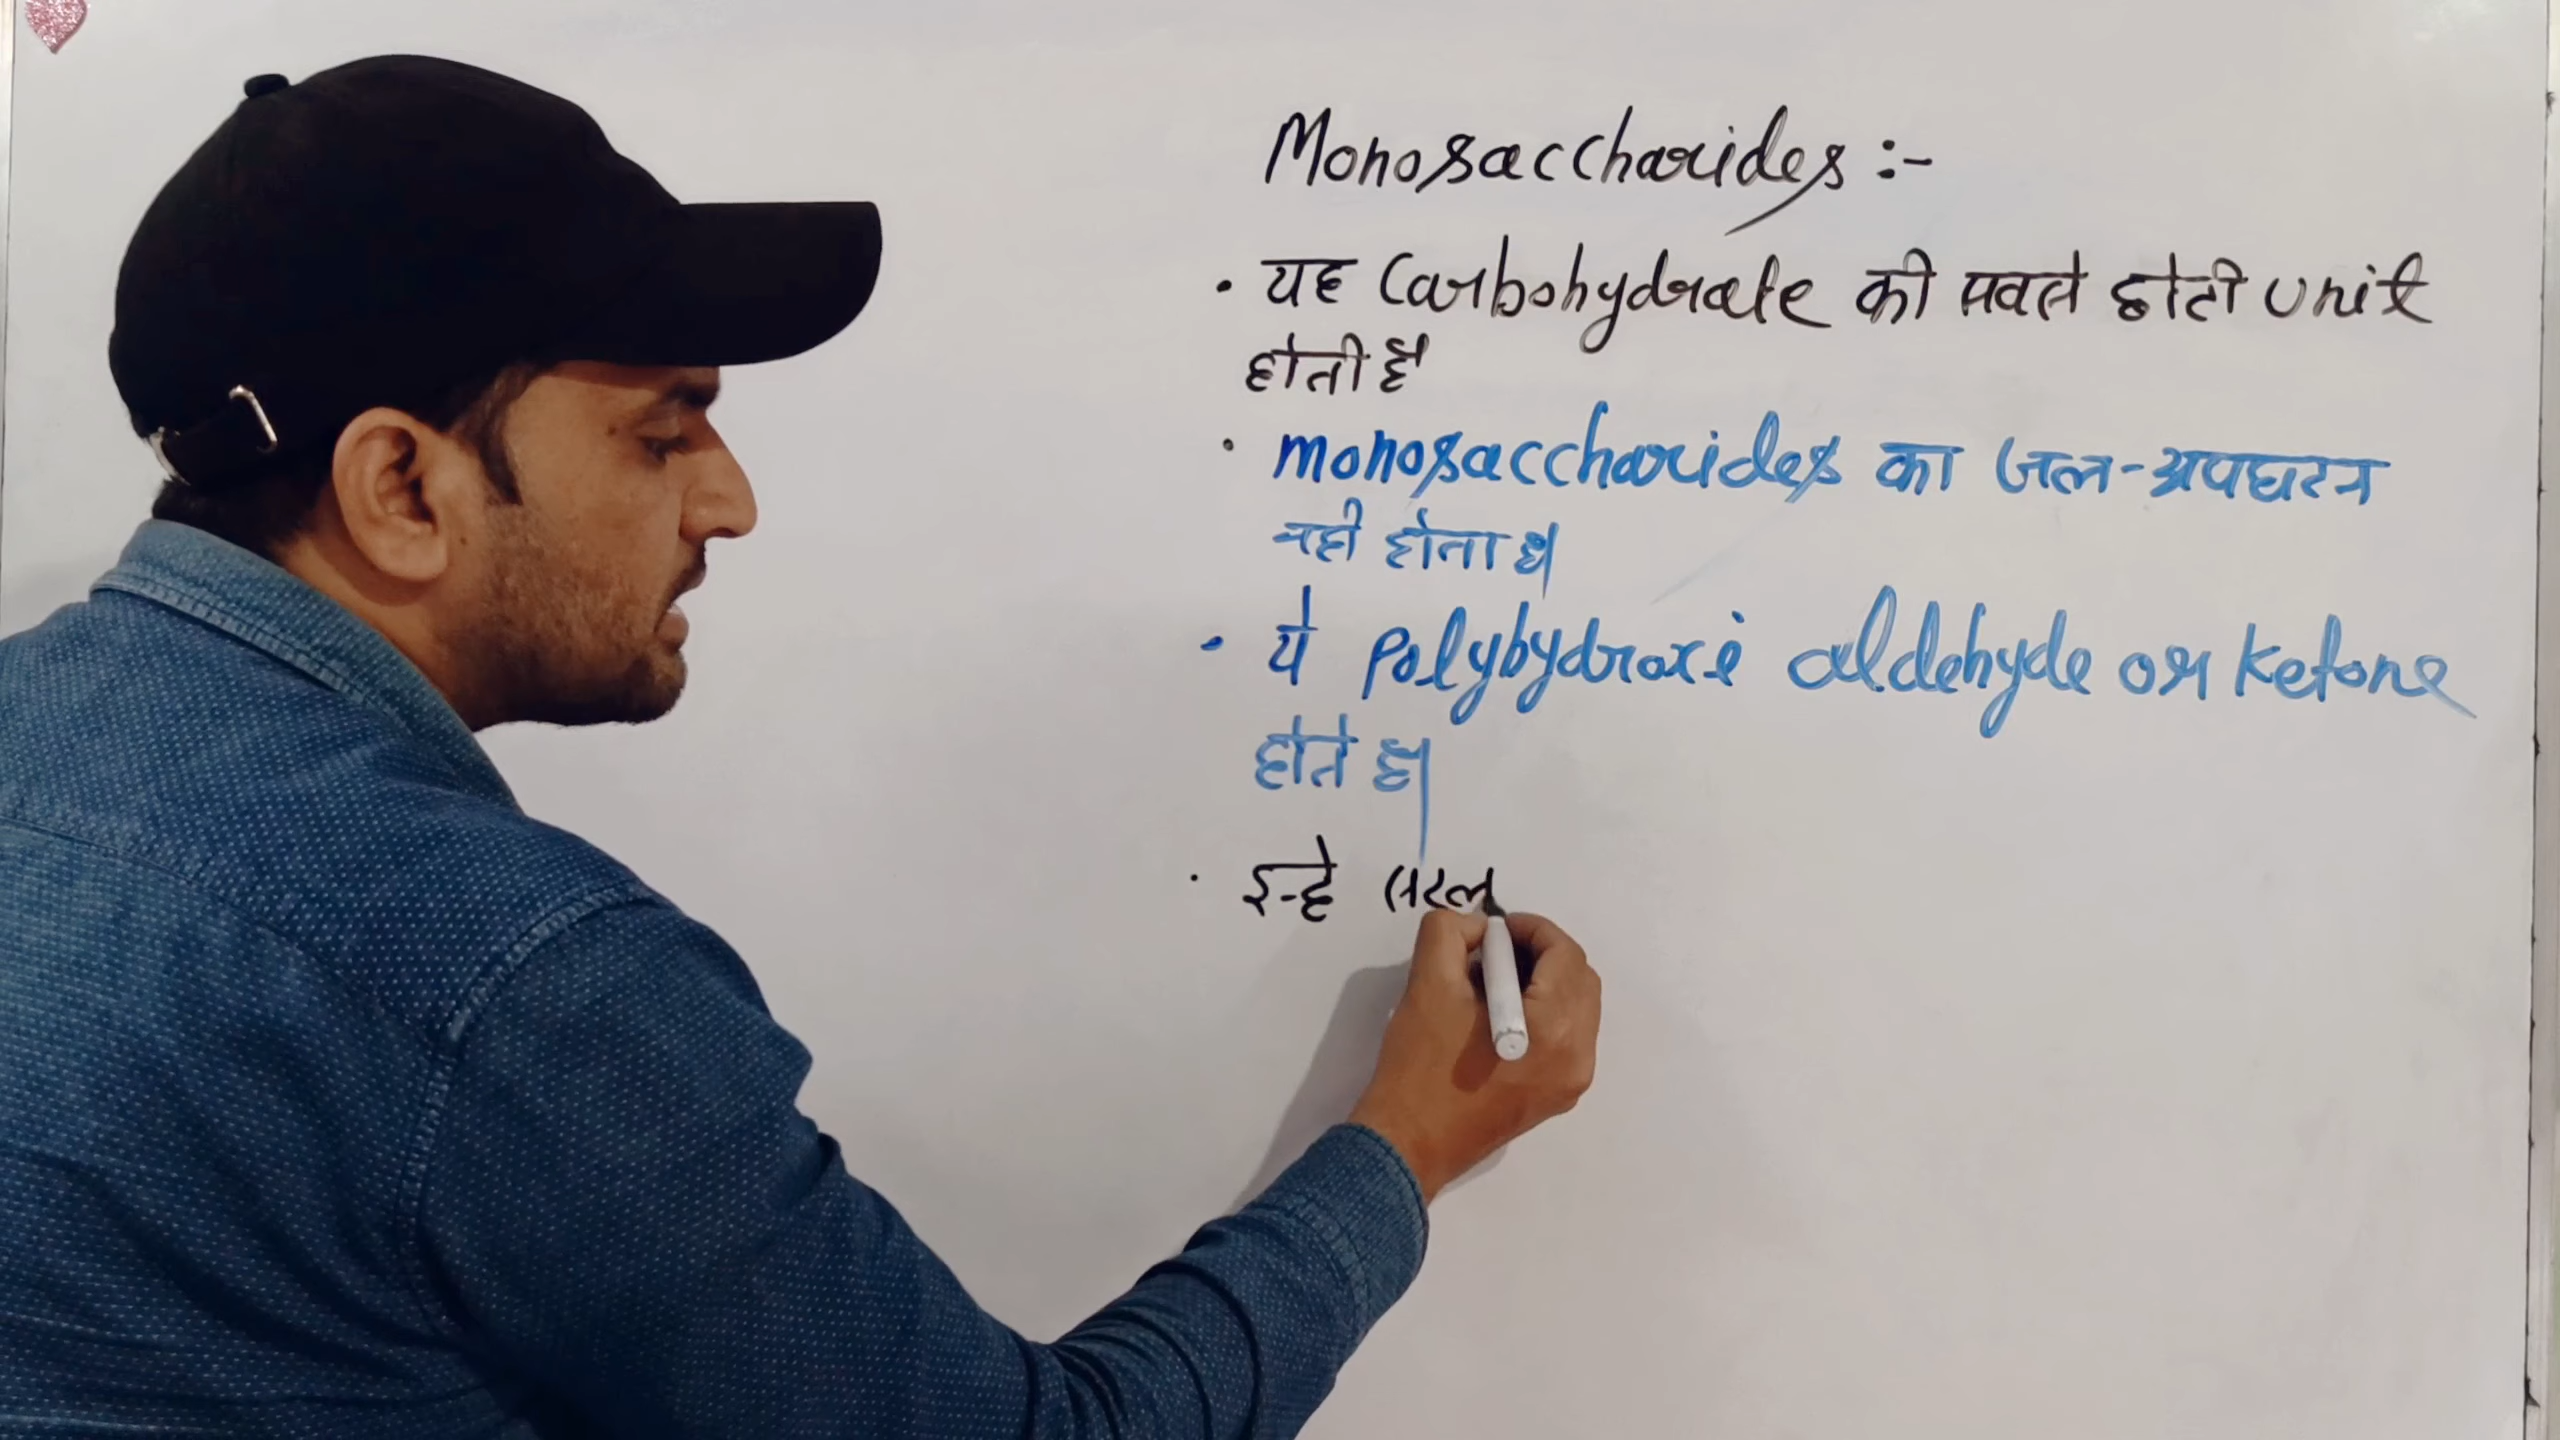 Monosaccharides :-
• यह Carbohydrate की सबसे छोटी unit
होती है
• monosaccharides का जल-अपघटन
नही होता है।
• ये Polyhydroxi aldehyde or ketone
होते है।
• इन्हे सरल